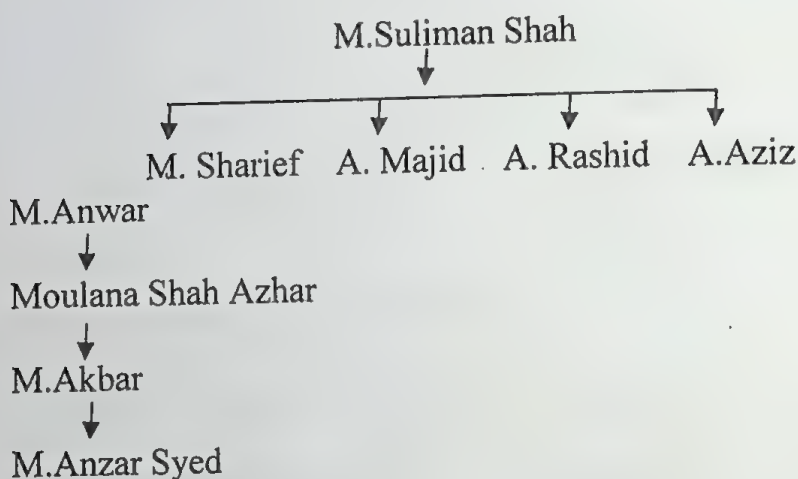 M.Suliman Shah
M. Sharief A. Majid A. Rashid A.Aziz
M.Anwar
Moulana Shah Azhar
M.Akbar
M.Anzar Syed